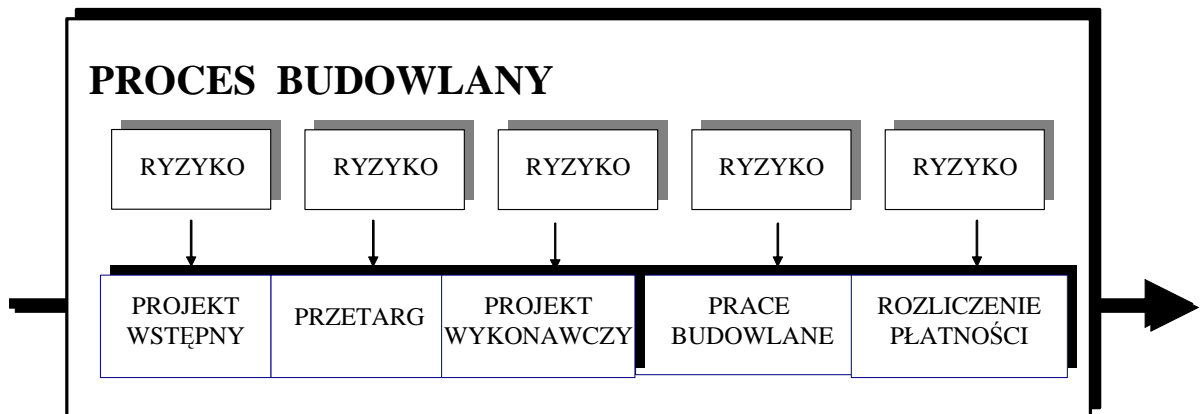 PROCES BUDOWLANY
RYZYKO
RYZYKO
RYZYKO
RYZYKO
RYZYKO
PROJEKT
WSTĘPNY
PRZETARG
PROJEKT
WYKONAWCZY
PRACE
BUDOWLANE
ROZLICZENIE
PŁATNOŚCI